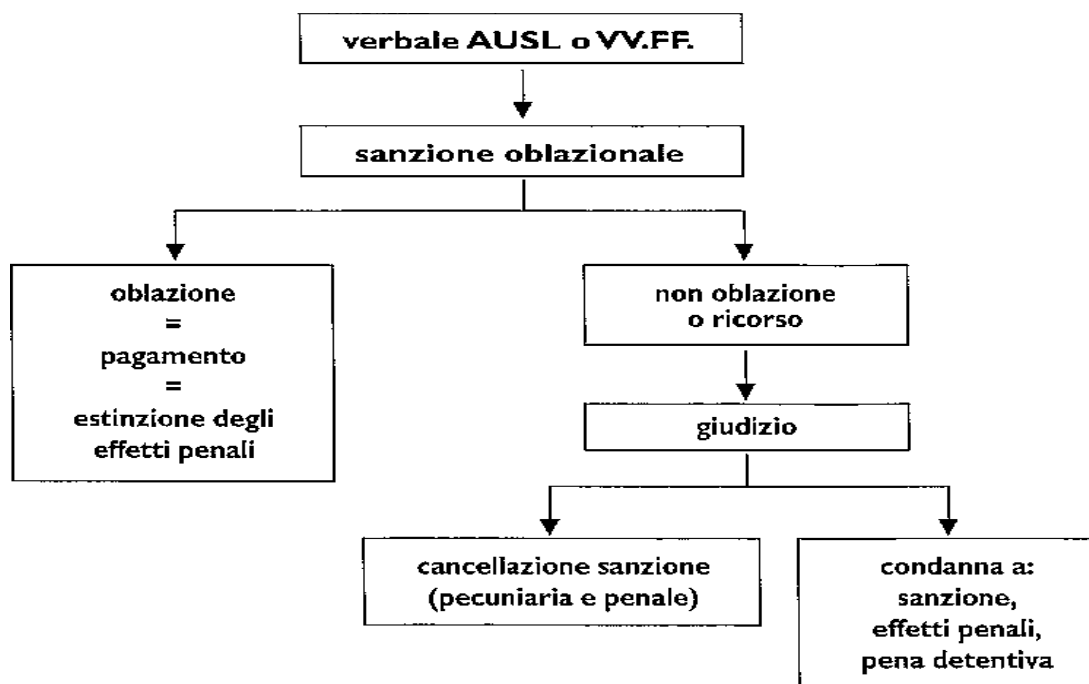 verbale AUSL o VV.FF.
sanzione oblazionale
oblazione
=
pagamento
=
estinzione degli
effetti penali
non oblazione
o ricorso
giudizio
cancellazione sanzione
(pecuniaria e penale)
condanna a:
sanzione,
effetti penali,
pena detentiva